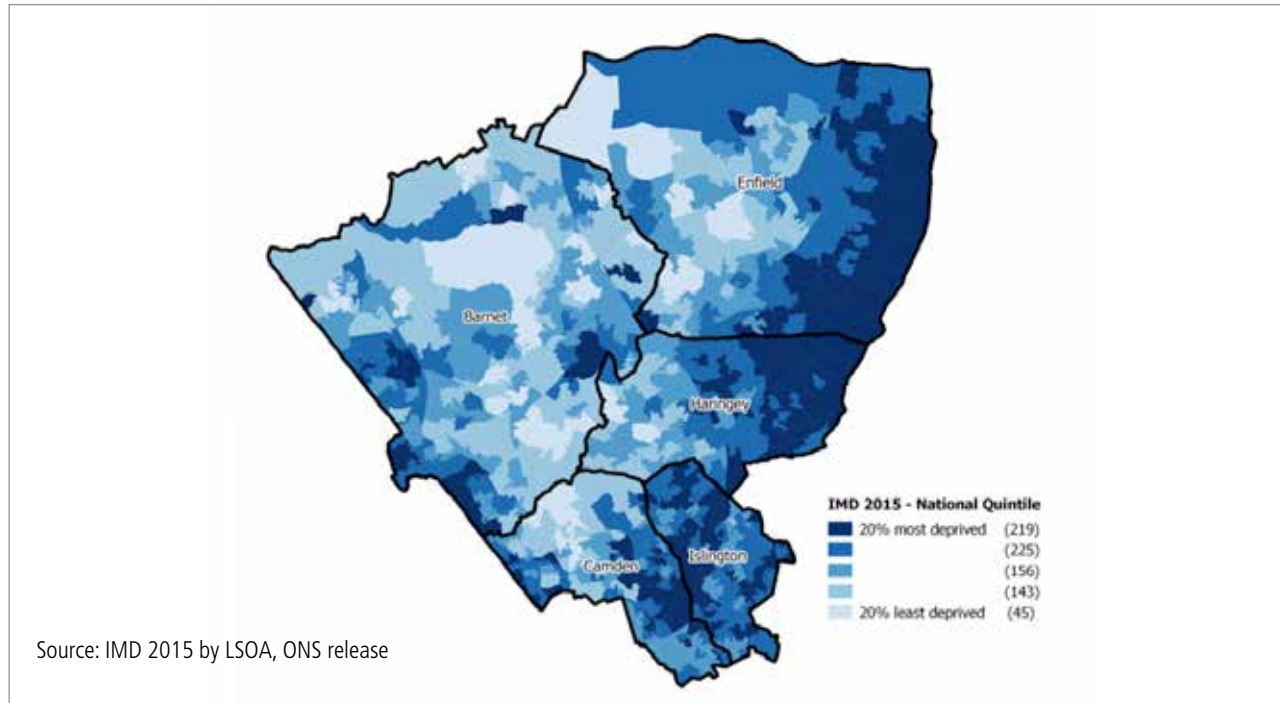 Enfield
Barnet
Haringey
Camden
Islington
IMD 2015 - National Quintile
20% most deprived (219)
(225)
(156)
(143)
20% least deprived (45)
Source: IMD 2015 by LSOA, ONS release